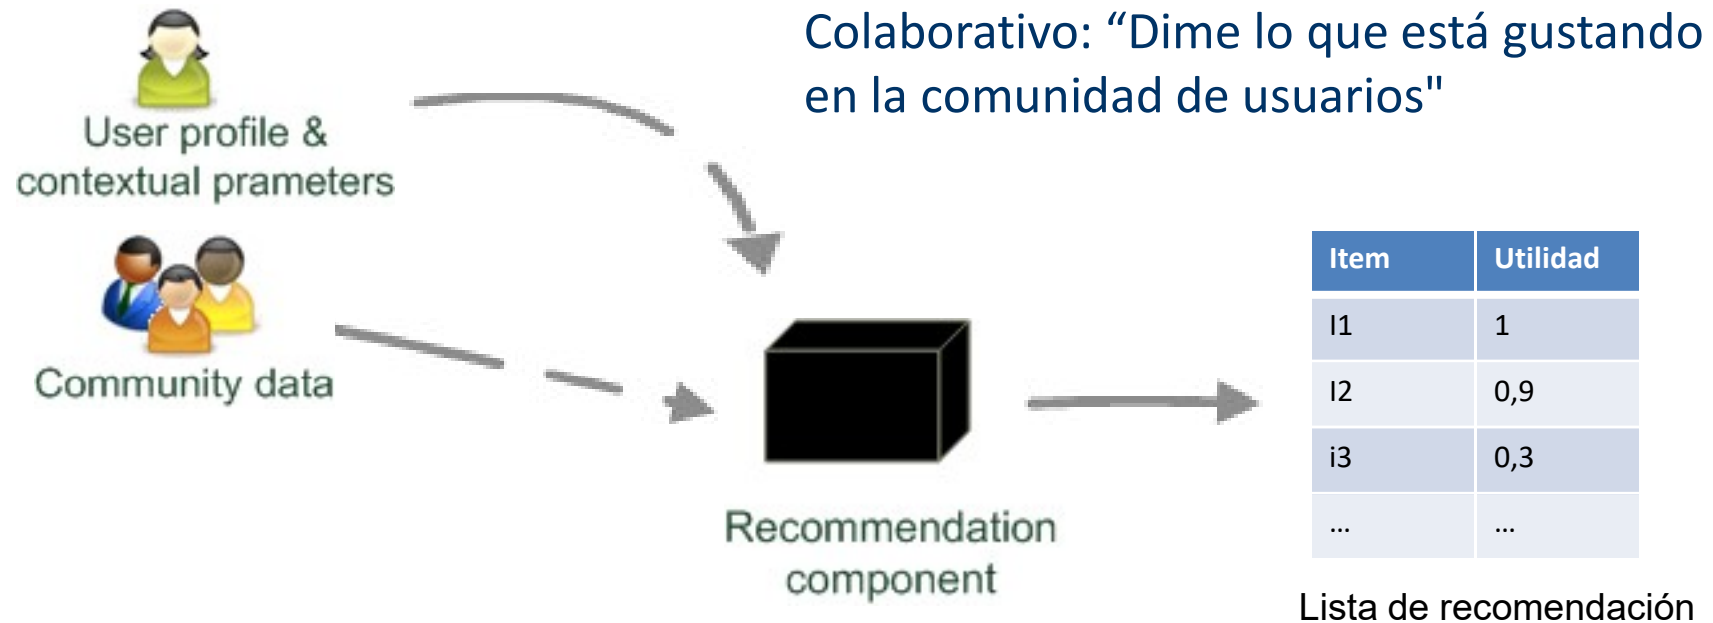 Colaborativo: “Dime lo que está gustando
en la comunidad de usuarios"
User profile &
contextual prameters
Community data
Recommendation
component
Item Utilidad
I1 1
I2 0,9
i3 0,3
... ...
Lista de recomendación